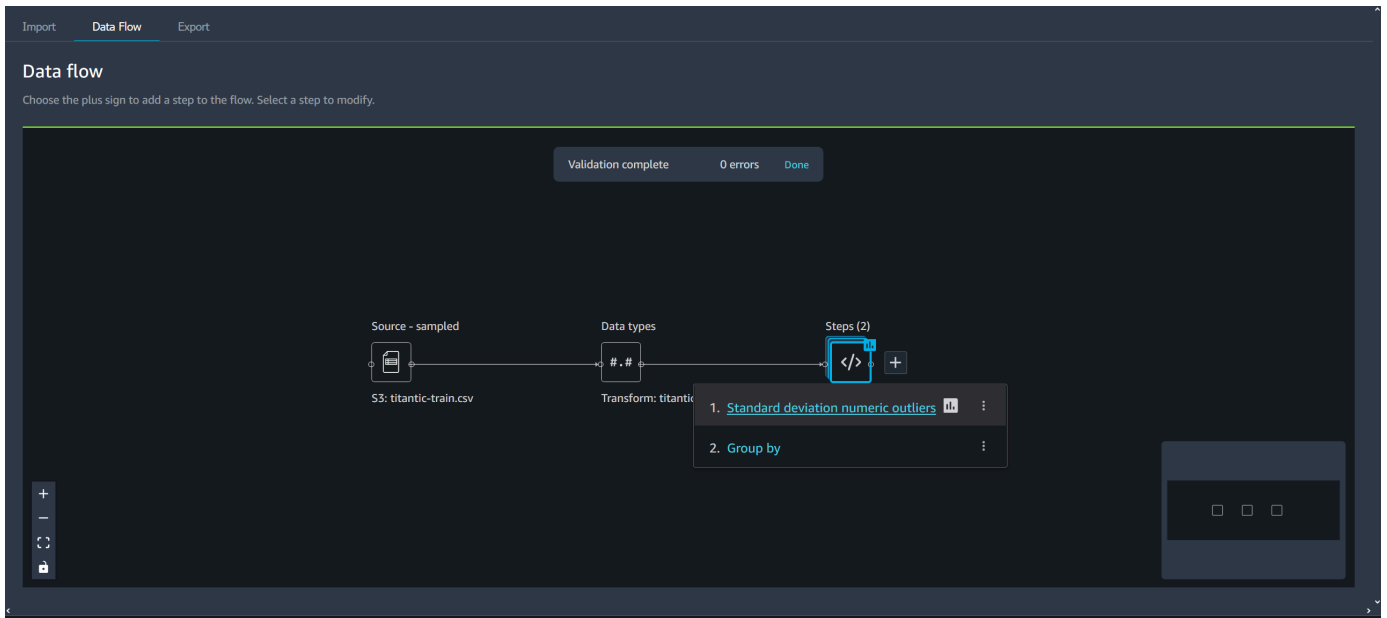 Import Data Flow Export
Data flow
Choose the plus sign to add a step to the flow. Select a step to modify.
Validation complete 0 errors Done
Source - sampled Data types Steps (2)
#.# </>
S3: titantic-train.csv Transform: titantic
1. Standard deviation numeric outliers
2. Group by